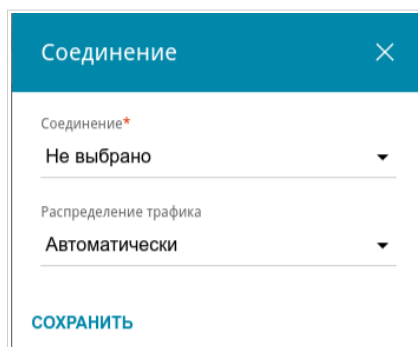 Соединение
Соединение*
Не выбрано
Распределение трафика
Автоматически
СОХРАНИТЬ